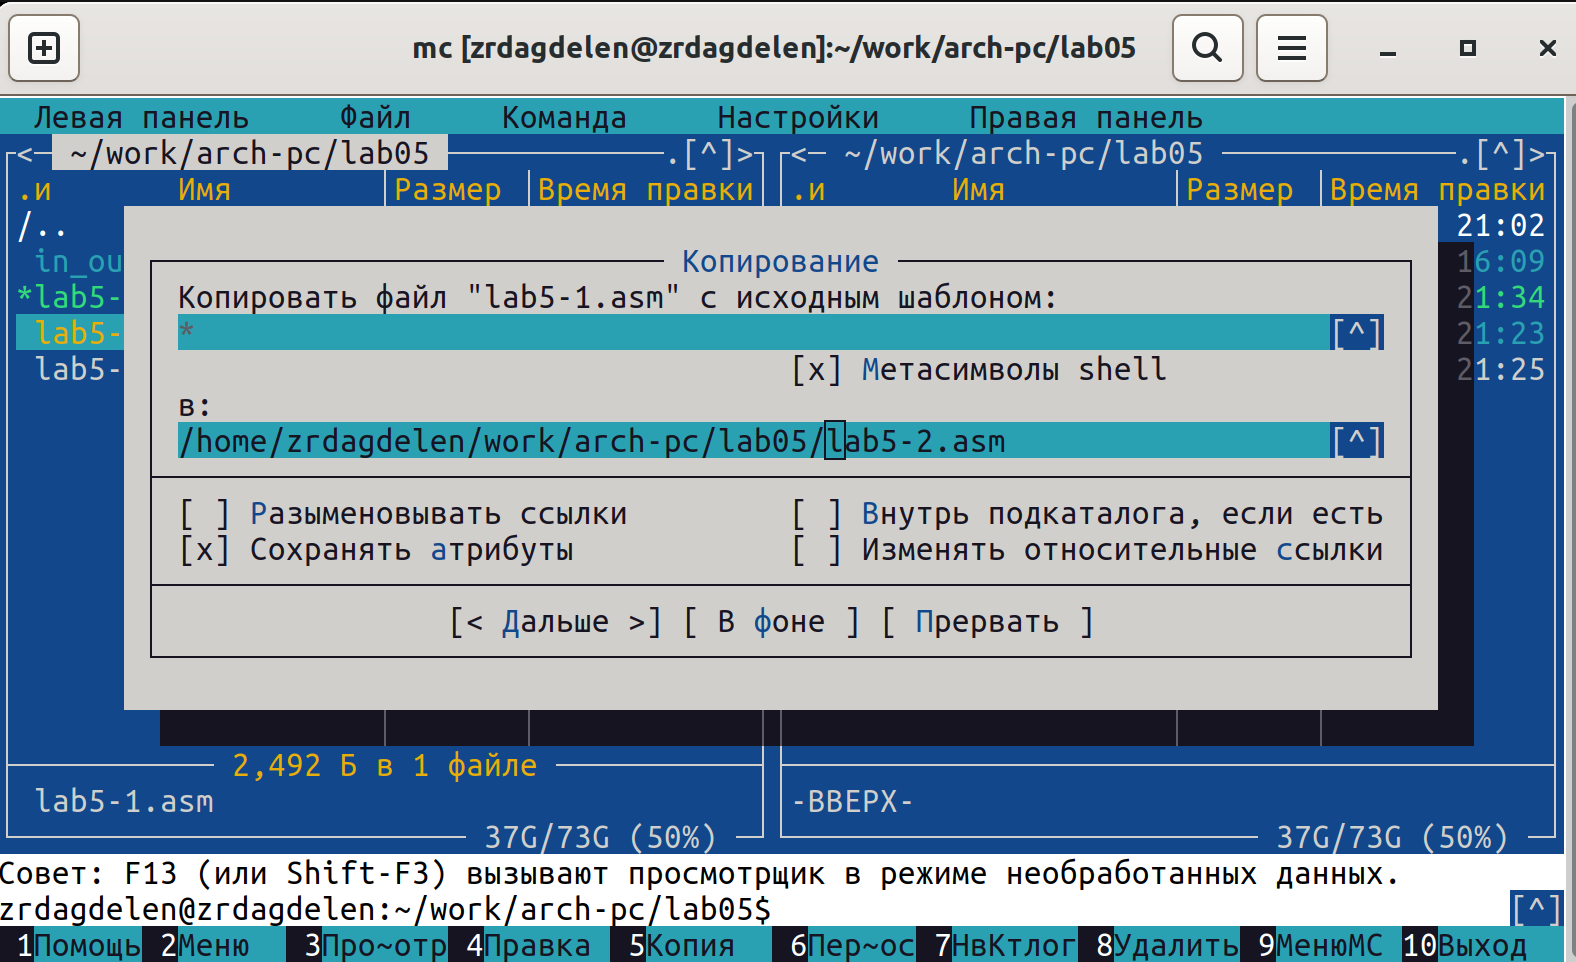 mc [zrdagdelen@zrdagdelen]:~/work/arch-pc/lab05
Левая панель Файл Команда Настройки Правая панель
<─ ~/work/arch-pc/lab05 ─.[^]> <─ ~/work/arch-pc/lab05 ─.[^]>
.и Имя Размер Время правки .и Имя Размер Время правки
/.. 21:02
in_ou 16:09
*lab5- 21:34
lab5- 21:23
lab5- 21:25
Копирование
Копировать файл "lab5-1.asm" с исходным шаблоном:
* [^]
[x] Метасимволы shell
в:
/home/zrdagdelen/work/arch-pc/lab05/lab5-2.asm [^]
[ ] Разыменовывать ссылки [ ] Внутрь подкаталога, если есть
[x] Сохранять атрибуты [ ] Изменять относительные ссылки
[< Дальше >] [ В фоне ] [ Прервать ]
2,492 Б в 1 файле
lab5-1.asm -ВВЕРХ-
37G/73G (50%) 37G/73G (50%)
Совет: F13 (или Shift-F3) вызывают просмотрщик в режиме необработанных данных.
zrdagdelen@zrdagdelen:~/work/arch-pc/lab05$ [^]
1Помощь 2Меню 3Про~отр 4Правка 5Копия 6Пер~ос 7НвКтлог 8Удалить 9МенюMC 10Выход